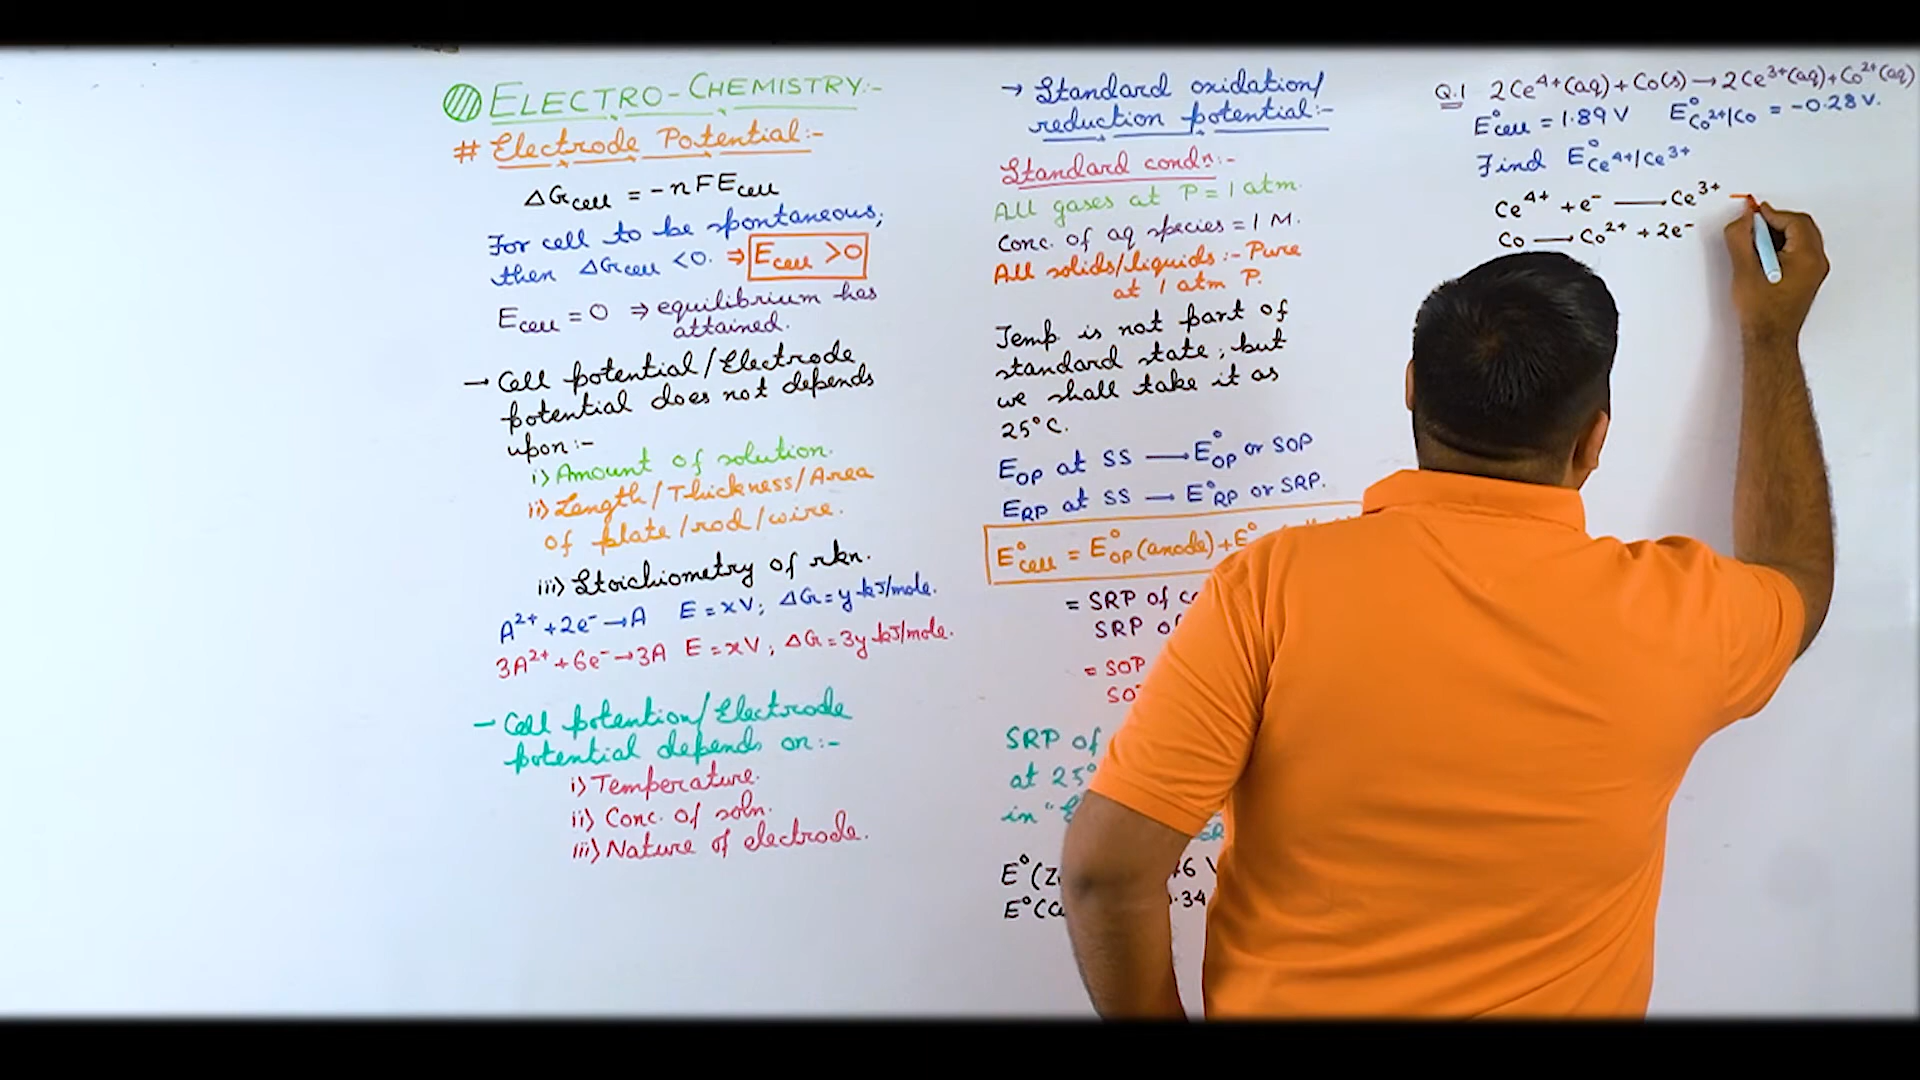 ELECTRO-CHEMISTRY:-
# Electrode Potential:-
ΔGcell = -nFEcell
For cell to be spontaneous,
then ΔGcell <0. ⇒ Ecell >0
Ecell = 0 ⇒ equilibrium has
attained.
→ Cell potential/Electrode
potential does not depends
upon:-
i) Amount of solution.
ii) Length/Thickness/Area
of plate/rod/wire.
iii) Stoichiometry of rkn.
A²⁺ + 2e⁻ → A E = xV; ΔG = y kJ/mole.
3A²⁺ + 6e⁻ → 3A E = xV; ΔG = 3y kJ/mole.
- Cell potention/Electrode
potential depends on:-
i) Temperature.
ii) Conc. of soln.
iii) Nature of electrode.
→ Standard oxidation/
reduction potential:-
Standard condn:-
All gases at P = 1 atm.
Conc. of aq species = 1 M.
All solids/liquids:- Pure
at 1 atm P.
Temp. is not part of
standard state, but
we shall take it as
25°C.
EOP at SS → E°OP or SOP
ERP at SS → E°RP or SRP.
E°cell = E°OP (anode) + E°
= SRP of
SRP
= SOP
SRP of
at 25°
in "
E°(
.34
Q.1 2Ce⁴⁺(aq) + Co(s) → 2Ce³⁺(aq) + Co²⁺(aq)
E°cell = 1.89 V E°Co²⁺/Co = -0.28 V.
Find E°Ce⁴⁺/Ce³⁺
Ce⁴⁺ + e⁻ → Ce³⁺
Co → Co²⁺ + 2e⁻